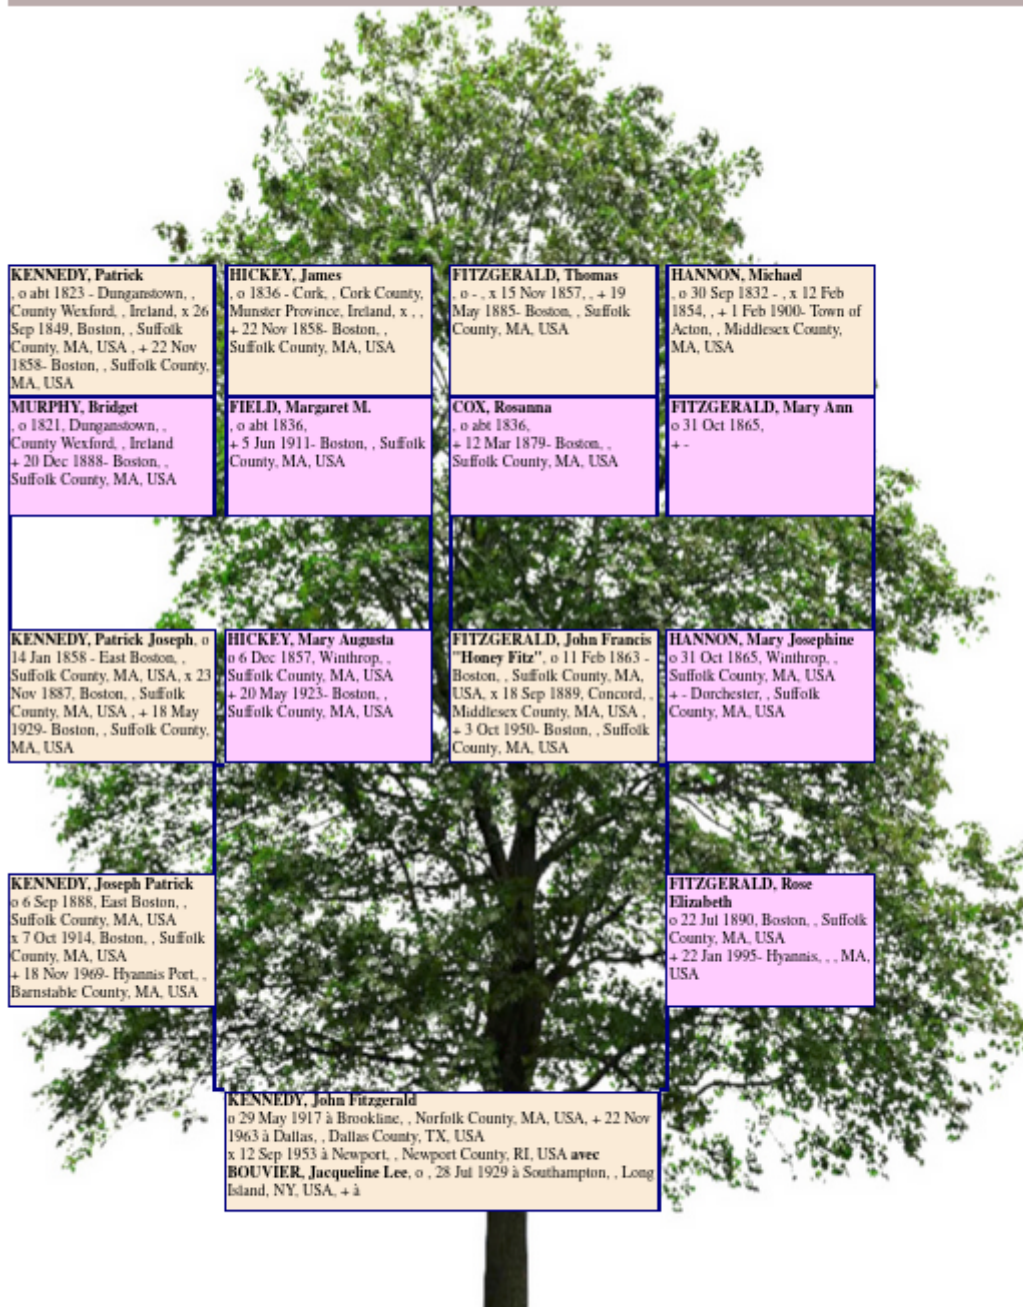 KENNEDY, Patrick
, o abt 1823 - Dunganstown, ,
County Wexford, , Ireland, x 26
Sep 1849, Boston, , Suffolk
County, MA, USA , + 22 Nov
1858- Boston, , Suffolk County,
MA, USA
HICKEY, James
, o 1836 - Cork, , Cork County,
Munster Province, Ireland, x , ,
+ 22 Nov 1858- Boston, ,
Suffolk County, MA, USA
FITZGERALD, Thomas
, o - , x 15 Nov 1857, , + 19
May 1885- Boston, , Suffolk
County, MA, USA
HANNON, Michael
, o 30 Sep 1832 - , x 12 Feb
1854, , + 1 Feb 1900- Town of
Acton, , Middlesex County,
MA, USA
MURPHY, Bridget
, o 1821, Dunganstown, ,
County Wexford, , Ireland
+ 20 Dec 1888- Boston, ,
Suffolk County, MA, USA
FIELD, Margaret M.
, o abt 1836,
+ 5 Jun 1911- Boston, , Suffolk
County, MA, USA
COX, Rosanna
, o abt 1836,
+ 12 Mar 1879- Boston, ,
Suffolk County, MA, USA
FITZGERALD, Mary Ann
o 31 Oct 1865,
+ -
KENNEDY, Patrick Joseph, o
14 Jan 1858 - East Boston, ,
Suffolk County, MA, USA, x 23
Nov 1887, Boston, , Suffolk
County, MA, USA , + 18 May
1929- Boston, , Suffolk County,
MA, USA
HICKEY, Mary Augusta
o 6 Dec 1857, Winthrop, ,
Suffolk County, MA, USA
+ 20 May 1923- Boston, ,
Suffolk County, MA, USA
FITZGERALD, John Francis
"Honey Fitz", o 11 Feb 1863 -
Boston, , Suffolk County, MA,
USA, x 18 Sep 1889, Concord, ,
Middlesex County, MA, USA ,
+ 3 Oct 1950- Boston, , Suffolk
County, MA, USA
HANNON, Mary Josephine
o 31 Oct 1865, Winthrop, ,
Suffolk County, MA, USA
+ - Dorchester, , Suffolk
County, MA, USA
KENNEDY, Joseph Patrick
o 6 Sep 1888, East Boston, ,
Suffolk County, MA, USA
x 7 Oct 1914, Boston, , Suffolk
County, MA, USA
+ 18 Nov 1969- Hyannis Port, ,
Barnstable County, MA, USA
FITZGERALD, Rose
Elizabeth
o 22 Jul 1890, Boston, , Suffolk
County, MA, USA
+ 22 Jan 1995- Hyannis, , , MA,
USA
KENNEDY, John Fitzgerald
o 29 May 1917 à Brookline, , Norfolk County, MA, USA, + 22 Nov
1963 à Dallas, , Dallas County, TX, USA
x 12 Sep 1953 à Newport, , Newport County, RI, USA avec
BOUVIER, Jacqueline Lee, o , 28 Jul 1929 à Southampton, , Long
Island, NY, USA, + à